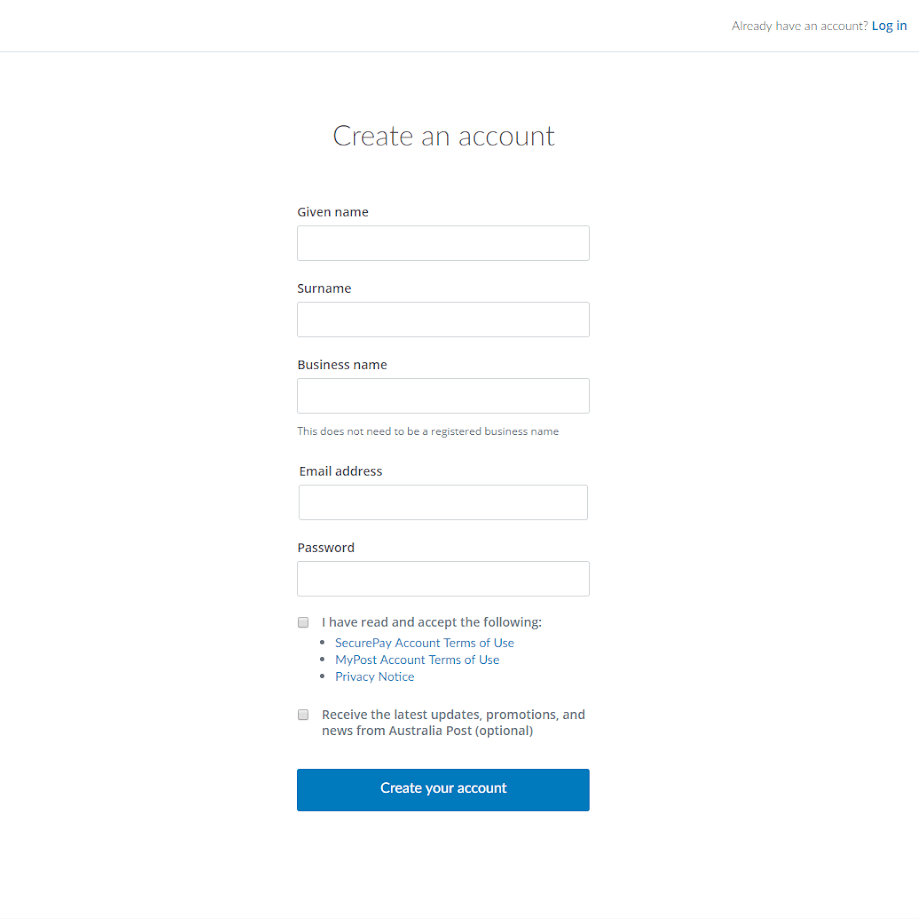 Already have an account? Log in
Create an account
Given name
Surname
Business name
This does not need to be a registered business name
Email address
Password
I have read and accept the following:
• SecurePay Account Terms of Use
• MyPost Account Terms of Use
• Privacy Notice
Receive the latest updates, promotions, and
news from Australia Post (optional)
Create your account